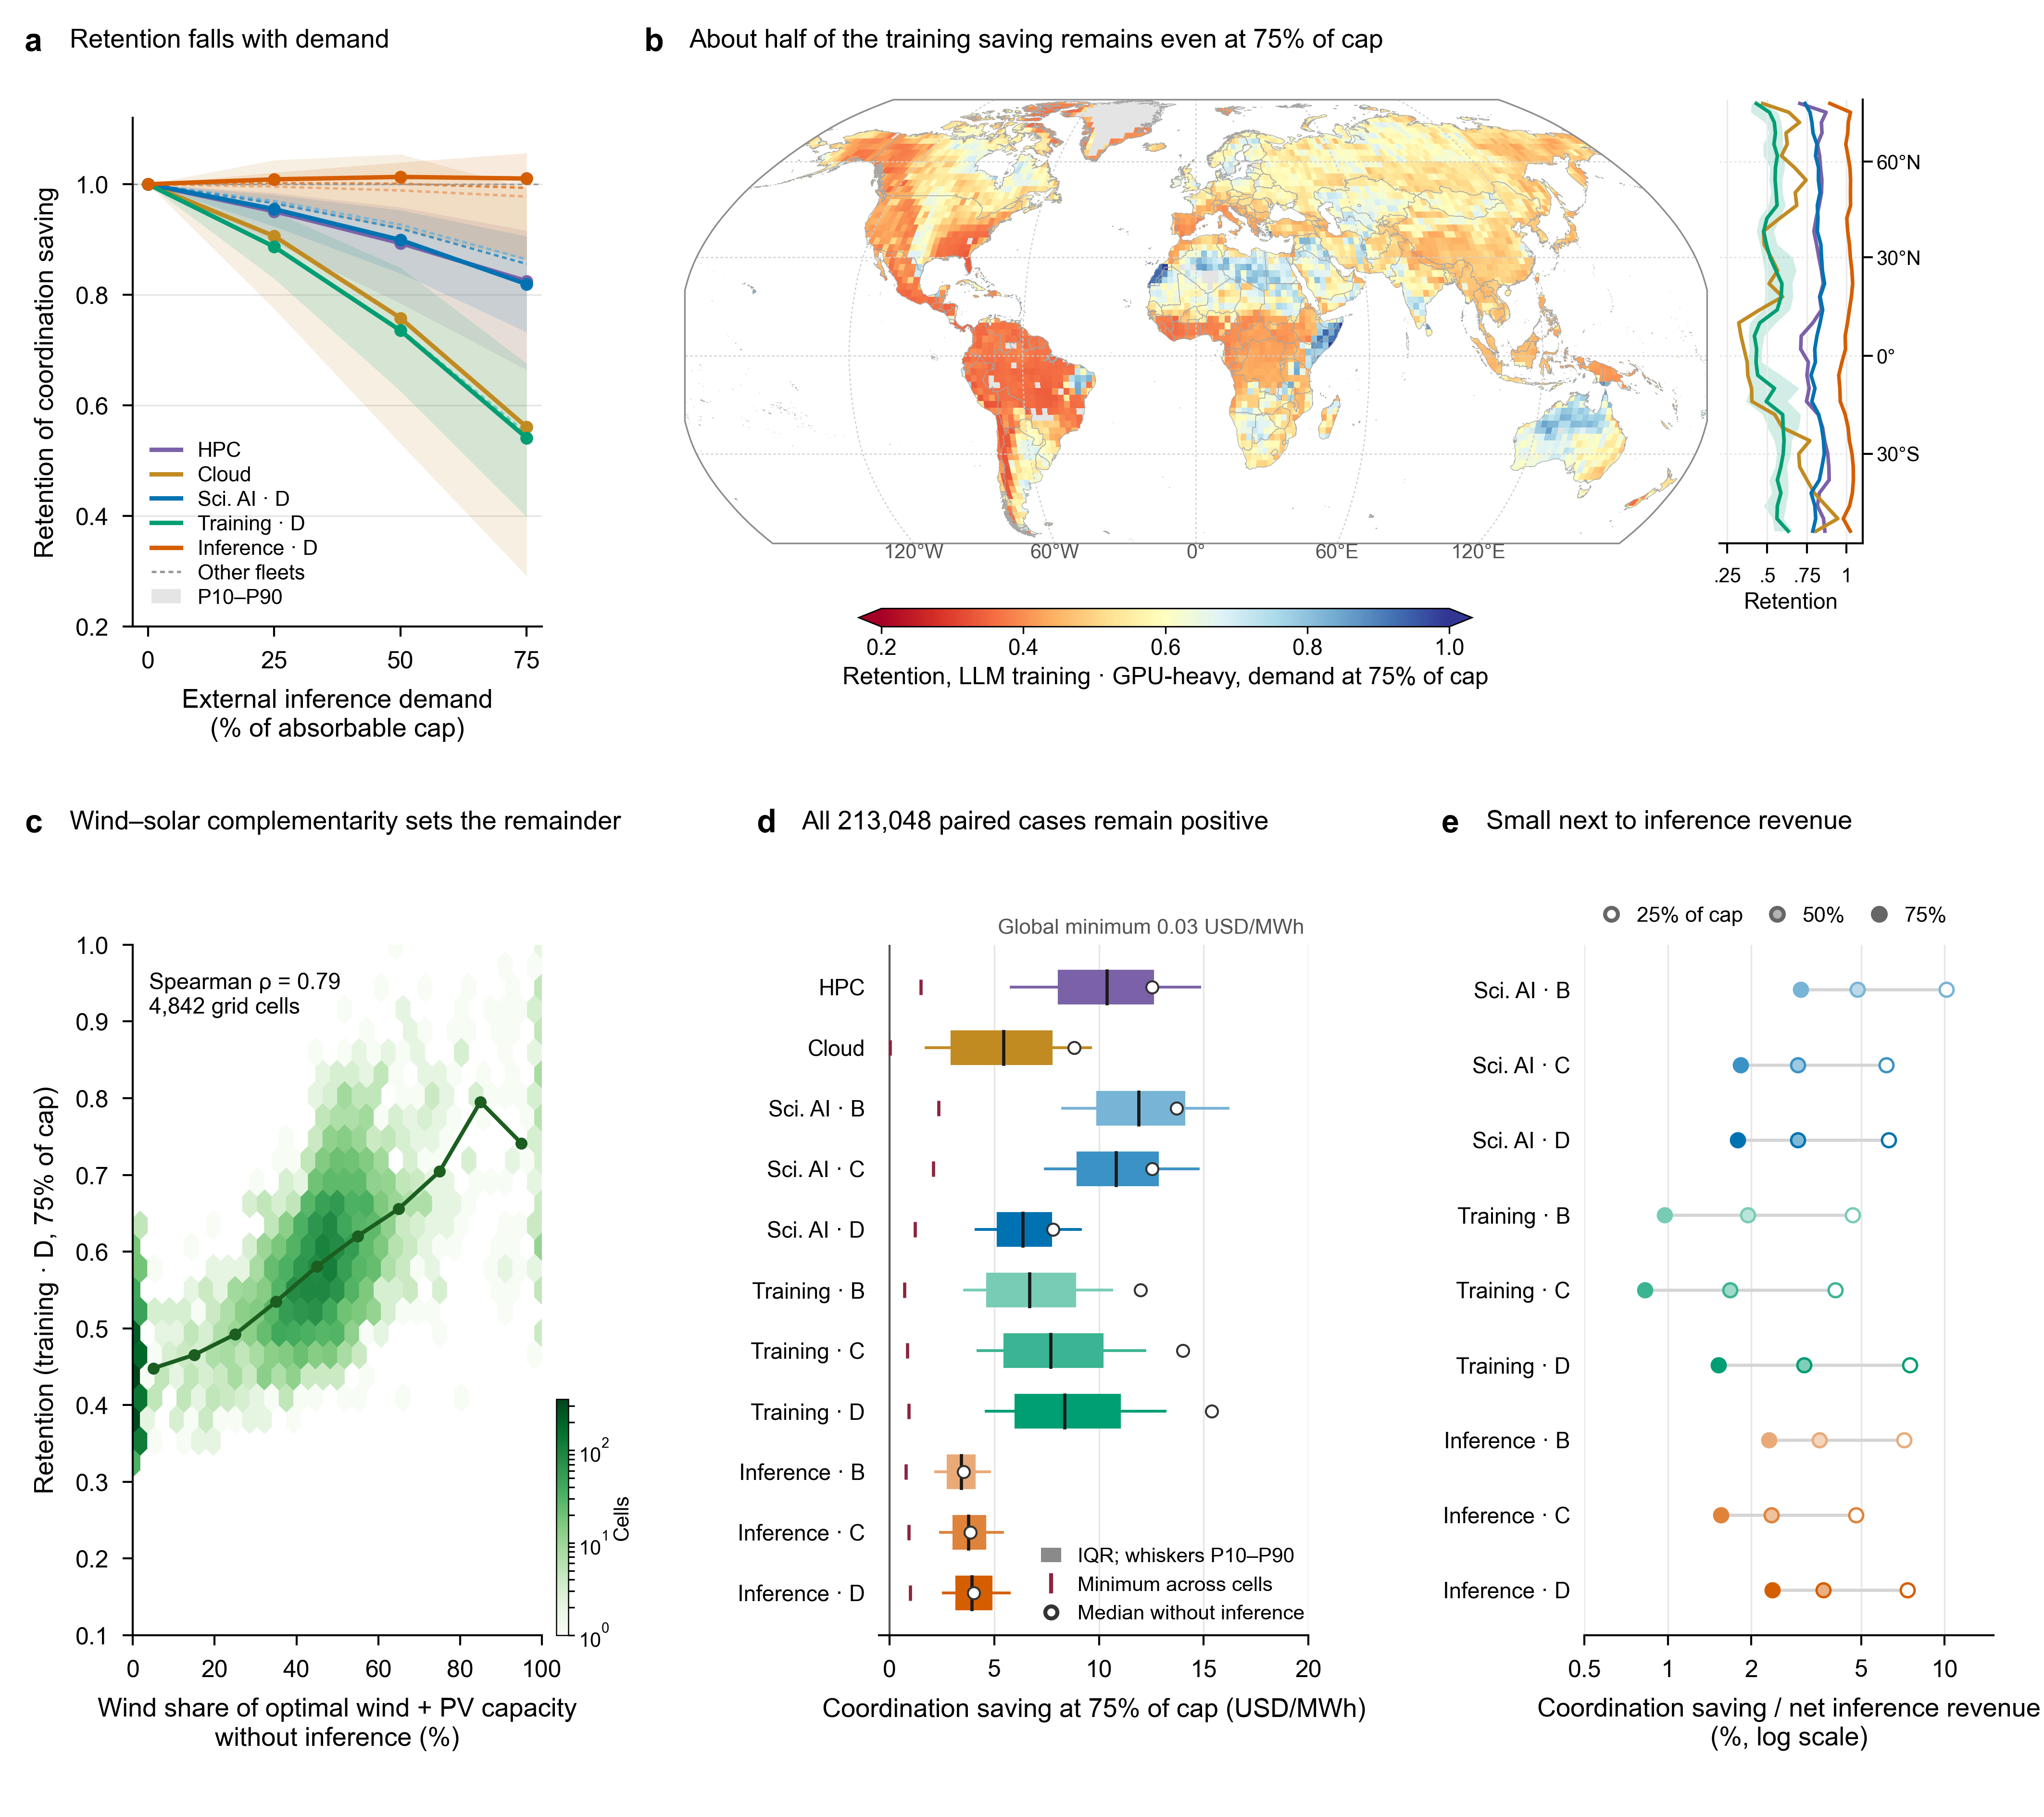 a Retention falls with demand
Retention of coordination saving
1.0
0.8
0.6
0.4
0.2
HPC
Cloud
Sci. AI · D
Training · D
Inference · D
Other fleets
P10–P90
0 25 50 75
External inference demand
(% of absorbable cap)
b About half of the training saving remains even at 75% of cap
120°W 60°W 0° 60°E 120°E
60°N
30°N
0°
30°S
.25 .5 .75 1
Retention
0.2 0.4 0.6 0.8 1.0
Retention, LLM training · GPU-heavy, demand at 75% of cap
c Wind–solar complementarity sets the remainder
Retention (training · D, 75% of cap)
1.0
0.9
0.8
0.7
0.6
0.5
0.4
0.3
0.2
0.1
Spearman ρ = 0.79
4,842 grid cells
10²
10¹
10⁰
Cells
0 20 40 60 80 100
Wind share of optimal wind + PV capacity
without inference (%)
d All 213,048 paired cases remain positive
Global minimum 0.03 USD/MWh
HPC
Cloud
Sci. AI · B
Sci. AI · C
Sci. AI · D
Training · B
Training · C
Training · D
Inference · B
Inference · C
Inference · D
IQR; whiskers P10–P90
Minimum across cells
Median without inference
0 5 10 15 20
Coordination saving at 75% of cap (USD/MWh)
e Small next to inference revenue
25% of cap 50% 75%
Sci. AI · B
Sci. AI · C
Sci. AI · D
Training · B
Training · C
Training · D
Inference · B
Inference · C
Inference · D
0.5 1 2 5 10
Coordination saving / net inference revenue
(%, log scale)